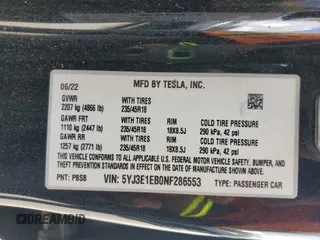 MFD BY TESLA, INC.
06/22
GVWR
2207 kg (4866 lb)
WITH TIRES
235/45R18
GAWR FRT
1110 kg (2447 lb)
WITH TIRES
235/45R18
RIM
18X8.5J
COLD TIRE PRESSURE
290 kPa, 42 psi
GAWR RR
1257 kg (2771 lb)
WITH TIRES
235/45R18
RIM
18X8.5J
COLD TIRE PRESSURE
290 kPa, 42 psi
THIS VEHICLE CONFORMS TO ALL APPLICABLE
FEDERAL MOTOR VEHICLE SAFETY, BUMPER, AND
THEFT PREVENTION STANDARDS IN EFFECT ON THE
DATE OF MANUFACTURE SHOWN ABOVE.
PNT: PBSB
VIN: 5YJ3E1EB0NF286553
TYPE: PASSENGER CAR
DREAMBID